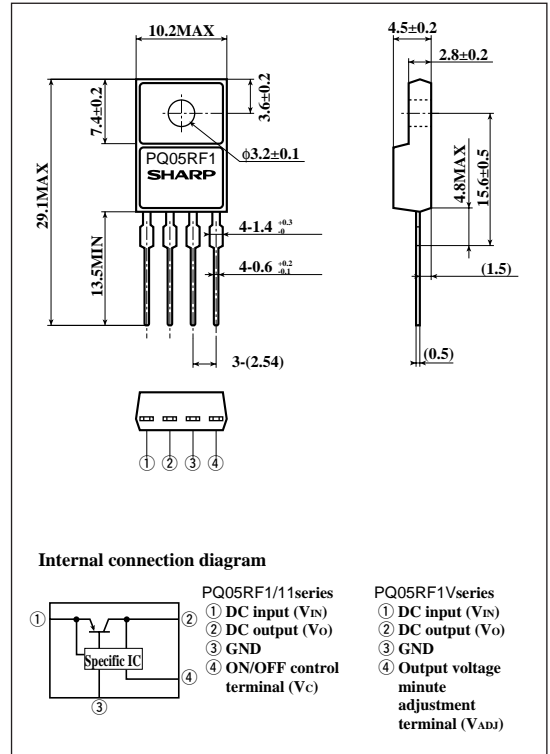 10.2MAX
4.5±0.2
2.8±0.2
7.4±0.2
3.6±0.2
29.1MAX
PQ05RF1
SHARP
ϕ3.2±0.1
4.8MAX
15.6±0.5
13.5MIN
4-1.4 +0.3 -0
4-0.6 +0.2 -0.1
(1.5)
3-(2.54)
(0.5)
① ② ③ ④
Internal connection diagram
①
②
Specific IC
④
③
PQ05RF1/11series
① DC input (VIN)
② DC output (VO)
③ GND
④ ON/OFF control
terminal (VC)
PQ05RF1Vseries
① DC input (VIN)
② DC output (VO)
③ GND
④ Output voltage
minute
adjustment
terminal (VADJ)